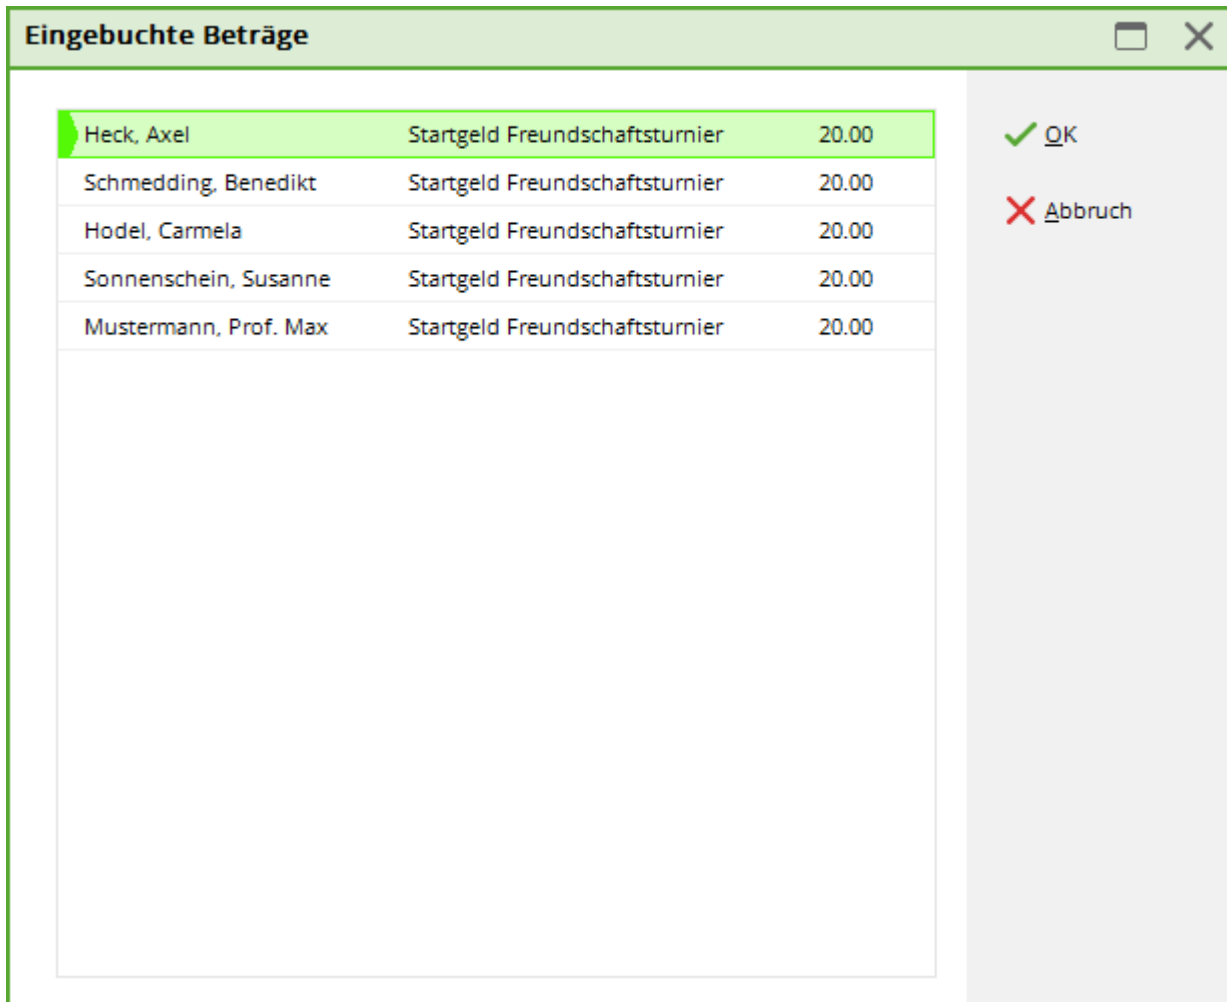 Eingebuchte Beträge
Heck, Axel Startgeld Freundschaftsturnier 20.00
Schmedding, Benedikt Startgeld Freundschaftsturnier 20.00
Hodel, Carmela Startgeld Freundschaftsturnier 20.00
Sonnenschein, Susanne Startgeld Freundschaftsturnier 20.00
Mustermann, Prof. Max Startgeld Freundschaftsturnier 20.00
OK
Abbruch